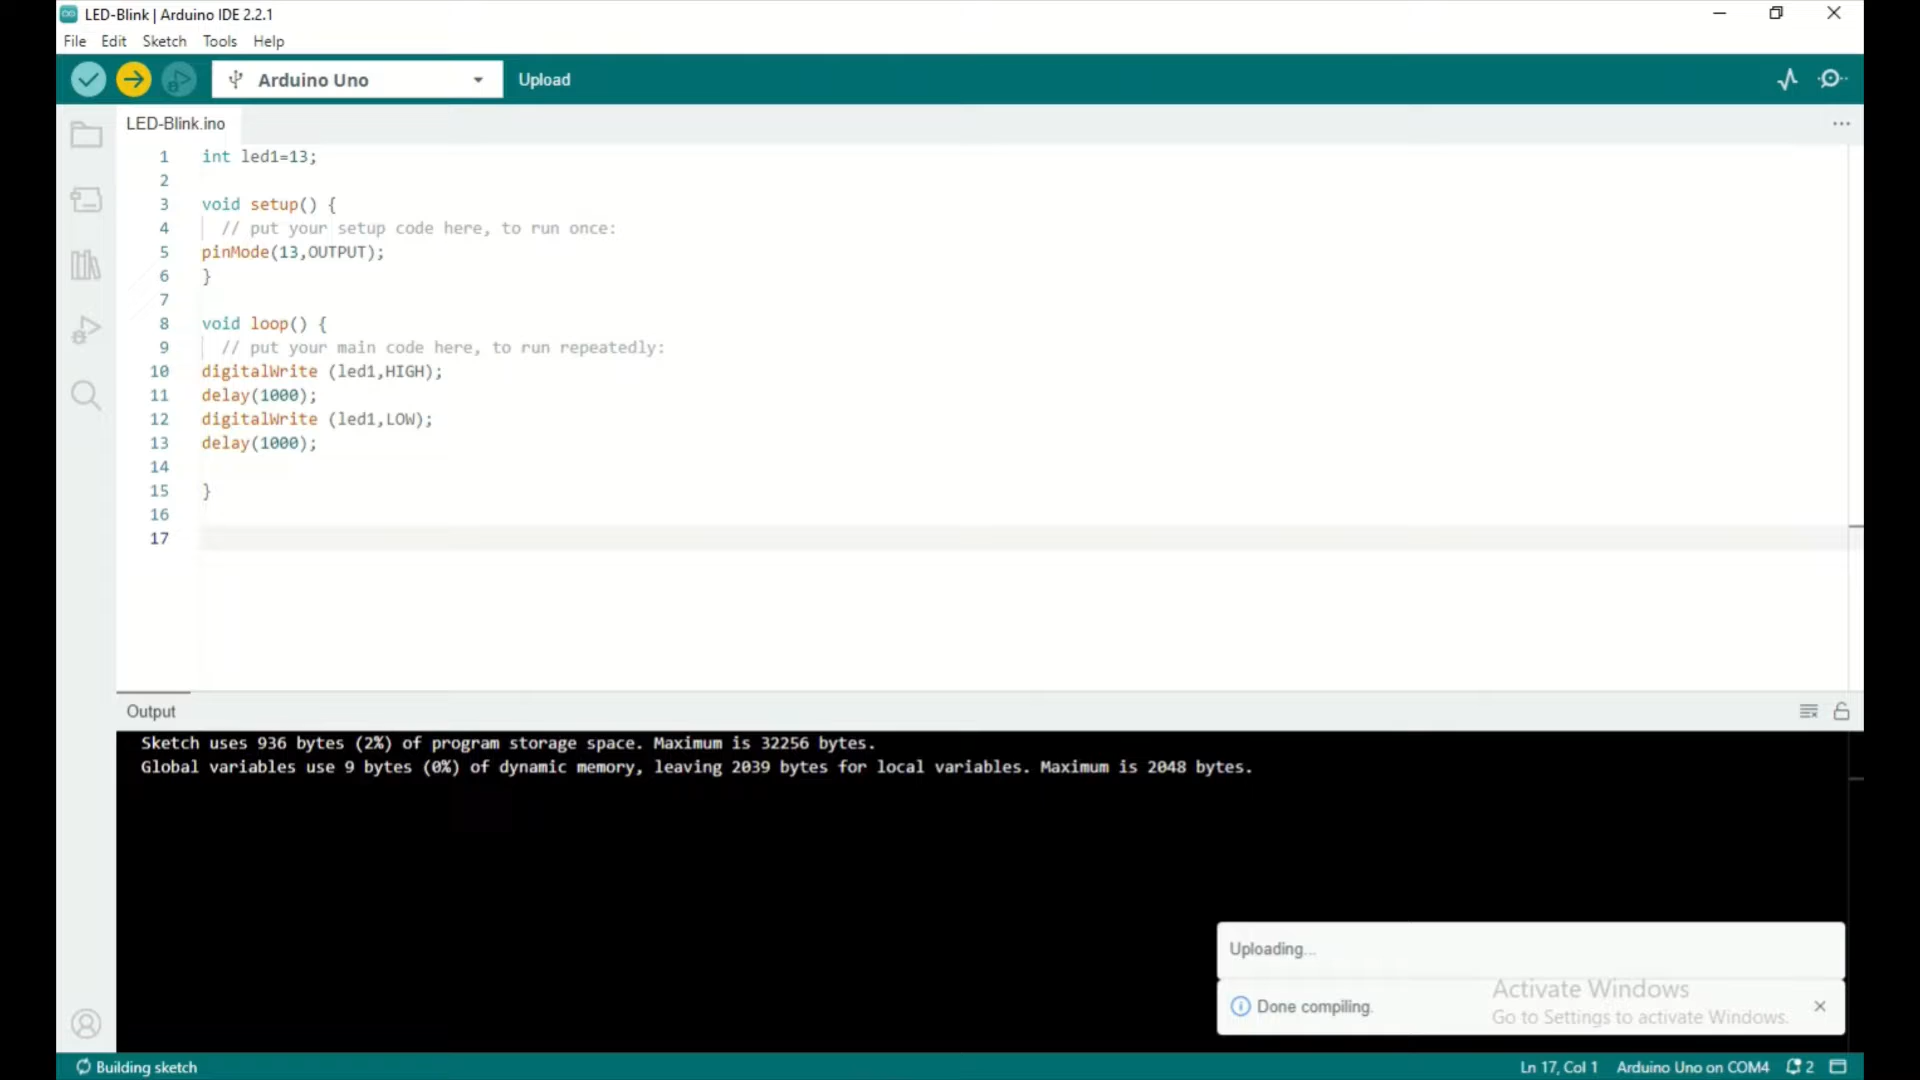 LED-Blink | Arduino IDE 2.2.1
File Edit Sketch Tools Help
Arduino Uno Upload
LED-Blink.ino
1 int led1=13;
2
3 void setup() {
4 // put your setup code here, to run once:
5 pinMode(13,OUTPUT);
6 }
7
8 void loop() {
9 // put your main code here, to run repeatedly:
10 digitalWrite (led1,HIGH);
11 delay(1000);
12 digitalWrite (led1,LOW);
13 delay(1000);
14
15 }
16
17
Output
Sketch uses 936 bytes (2%) of program storage space. Maximum is 32256 bytes.
Global variables use 9 bytes (0%) of dynamic memory, leaving 2039 bytes for local variables. Maximum is 2048 bytes.
Uploading...
Activate Windows
Done compiling.
Go to Settings to activate Windows.
Building sketch Ln 17, Col 1 Arduino Uno on COM4 2